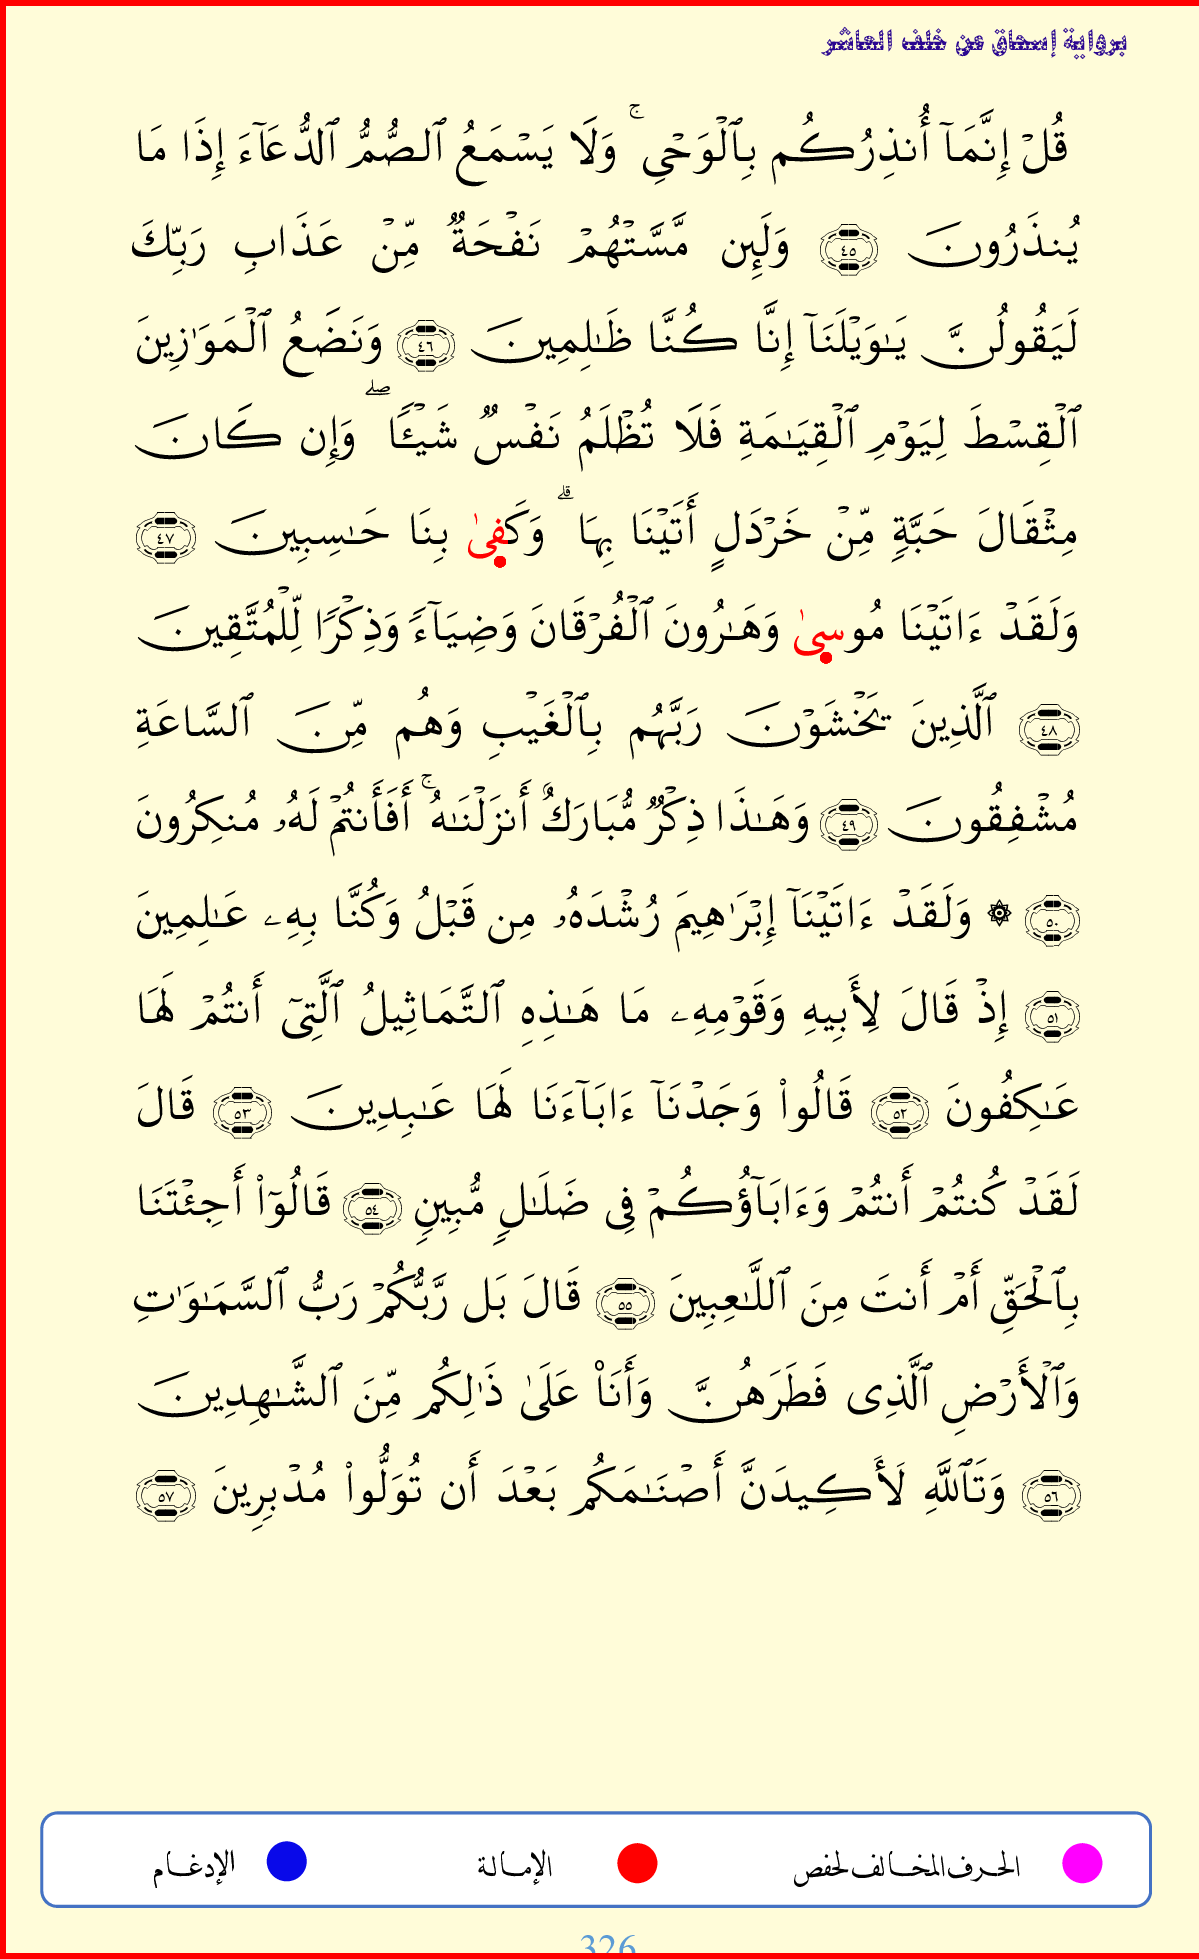 برواية إسحاق عن خلف العاشر
قُلۡ إِنَّمَآ أُنذِرُكُم بِٱلۡوَحۡيِۚ وَلَا يَسۡمَعُ ٱلصُّمُّ ٱلدُّعَآءَ إِذَا مَا
يُنذَرُونَ ٤٥ وَلَئِن مَّسَّتۡهُمۡ نَفۡحَةٞ مِّنۡ عَذَابِ رَبِّكَ
لَيَقُولُنَّ يَٰوَيۡلَنَآ إِنَّا كُنَّا ظَٰلِمِينَ ٤٦ وَنَضَعُ ٱلۡمَوَٰزِينَ
ٱلۡقِسۡطَ لِيَوۡمِ ٱلۡقِيَٰمَةِ فَلَا تُظۡلَمُ نَفۡسٞ شَيۡـٔٗاۖ وَإِن كَانَ
مِثۡقَالَ حَبَّةٖ مِّنۡ خَرۡدَلٍ أَتَيۡنَا بِهَاۗ وَكَفىٰ بِنَا حَٰسِبِينَ ٤٧
وَلَقَدۡ ءَاتَيۡنَا مُوسىٰ وَهَٰرُونَ ٱلۡفُرۡقَانَ وَضِيَآءٗ وَذِكۡرٗا لِّلۡمُتَّقِينَ
٤٨ ٱلَّذِينَ يَخۡشَوۡنَ رَبَّهُم بِٱلۡغَيۡبِ وَهُم مِّنَ ٱلسَّاعَةِ
مُشۡفِقُونَ ٤٩ وَهَٰذَا ذِكۡرٞ مُّبَارَكٌ أَنزَلۡنَٰهُۚ أَفَأَنتُمۡ لَهُۥ مُنكِرُونَ
٥٠ ۞ وَلَقَدۡ ءَاتَيۡنَآ إِبۡرَٰهِيمَ رُشۡدَهُۥ مِن قَبۡلُ وَكُنَّا بِهِۦ عَٰلِمِينَ
٥١ إِذۡ قَالَ لِأَبِيهِ وَقَوۡمِهِۦ مَا هَٰذِهِ ٱلتَّمَاثِيلُ ٱلَّتِيٓ أَنتُمۡ لَهَا
عَٰكِفُونَ ٥٢ قَالُواْ وَجَدۡنَآ ءَابَآءَنَا لَهَا عَٰبِدِينَ ٥٣ قَالَ
لَقَدۡ كُنتُمۡ أَنتُمۡ وَءَابَآؤُكُمۡ فِي ضَلَٰلٖ مُّبِينٖ ٥٤ قَالُوٓاْ أَجِئۡتَنَا
بِٱلۡحَقِّ أَمۡ أَنتَ مِنَ ٱللَّٰعِبِينَ ٥٥ قَالَ بَل رَّبُّكُمۡ رَبُّ ٱلسَّمَٰوَٰتِ
وَٱلۡأَرۡضِ ٱلَّذِي فَطَرَهُنَّ وَأَنَا۠ عَلَىٰ ذَٰلِكُم مِّنَ ٱلشَّٰهِدِينَ
٥٦ وَتَٱللَّهِ لَأَكِيدَنَّ أَصۡنَٰمَكُم بَعۡدَ أَن تُوَلُّواْ مُدۡبِرِينَ ٥٧
الحرف المخالف لحفص الإمالة الإدغام
326